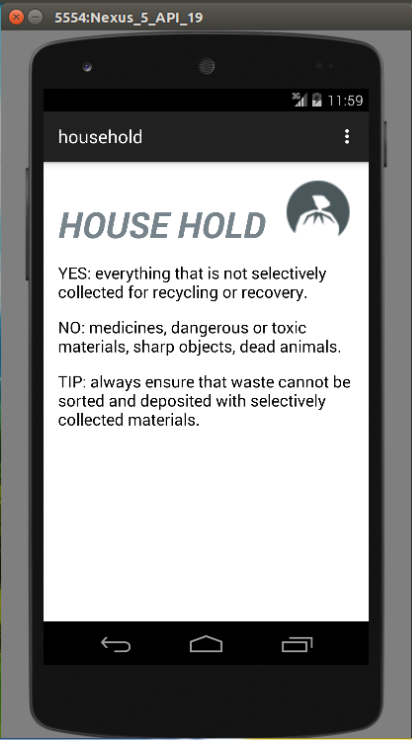 5554:Nexus_5_API_19
3G 11:59
household
HOUSE HOLD
YES: everything that is not selectively
collected for recycling or recovery.
NO: medicines, dangerous or toxic
materials, sharp objects, dead animals.
TIP: always ensure that waste cannot be
sorted and deposited with selectively
collected materials.